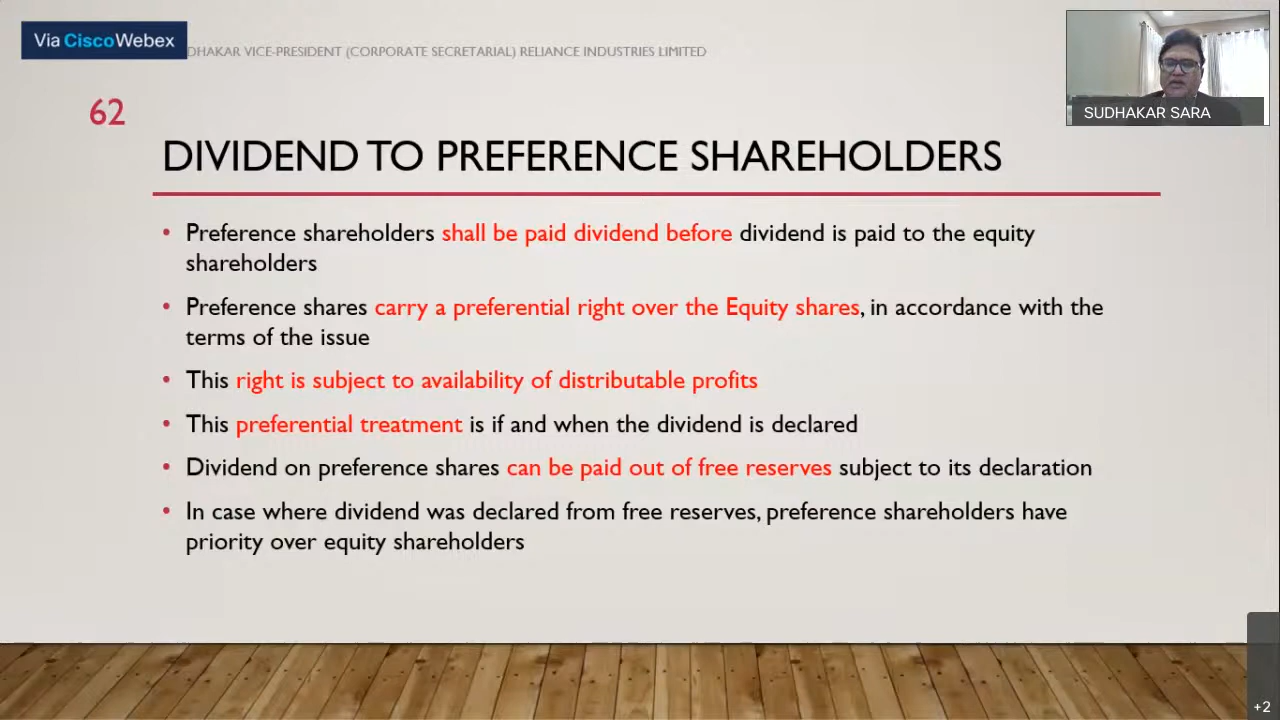 Via CiscoWebex
DHAKAR VICE-PRESIDENT (CORPORATE SECRETARIAL) RELIANCE INDUSTRIES LIMITED
SUDHAKAR SARA
62
DIVIDEND TO PREFERENCE SHAREHOLDERS
• Preference shareholders shall be paid dividend before dividend is paid to the equity
shareholders
• Preference shares carry a preferential right over the Equity shares, in accordance with the
terms of the issue
• This right is subject to availability of distributable profits
• This preferential treatment is if and when the dividend is declared
• Dividend on preference shares can be paid out of free reserves subject to its declaration
• In case where dividend was declared from free reserves, preference shareholders have
priority over equity shareholders
+2